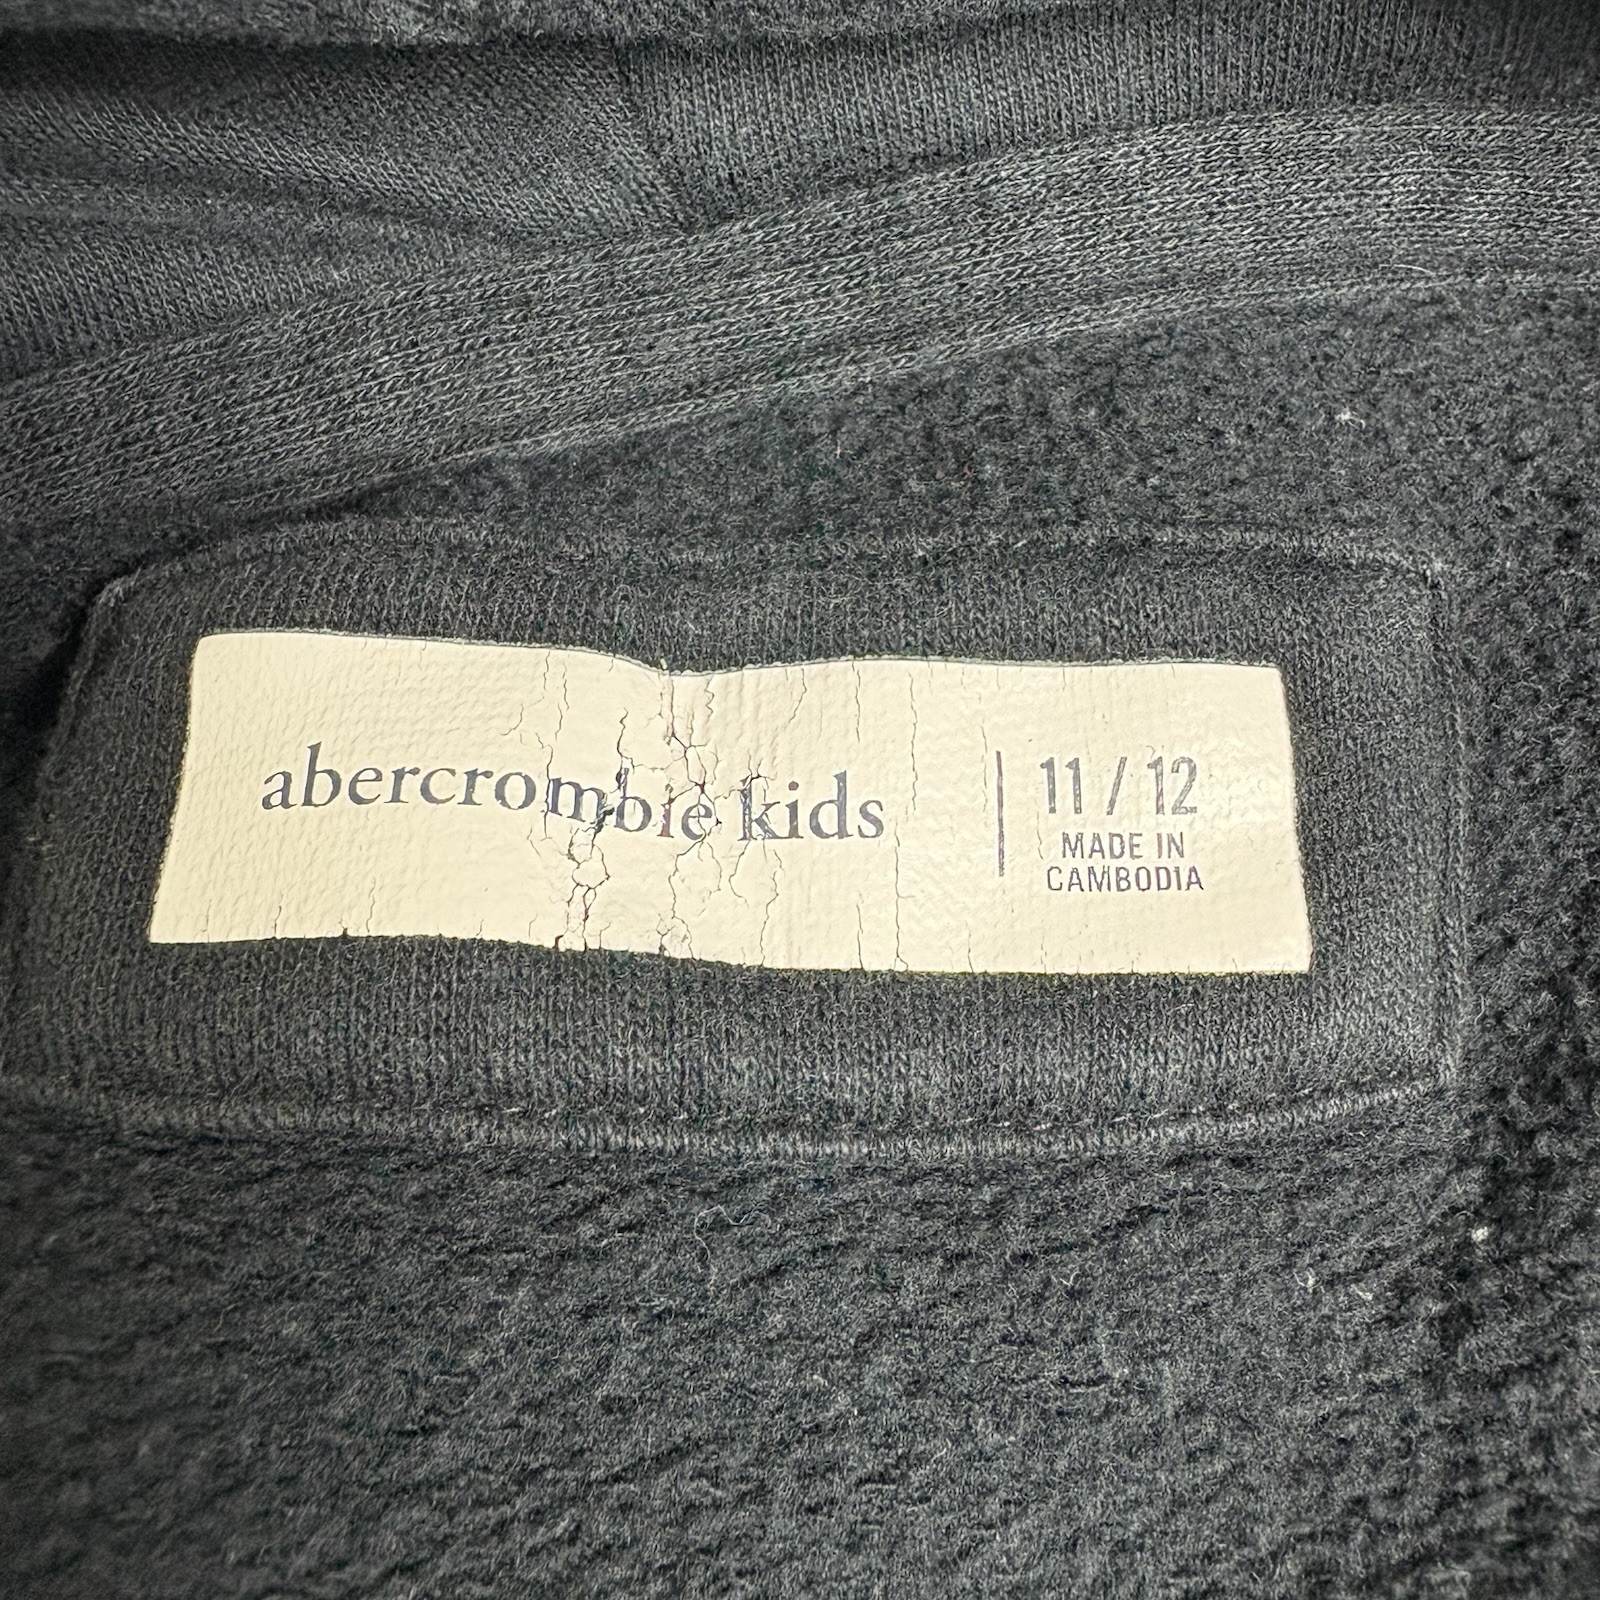 abercrombie kids
11 / 12
MADE IN
CAMBODIA